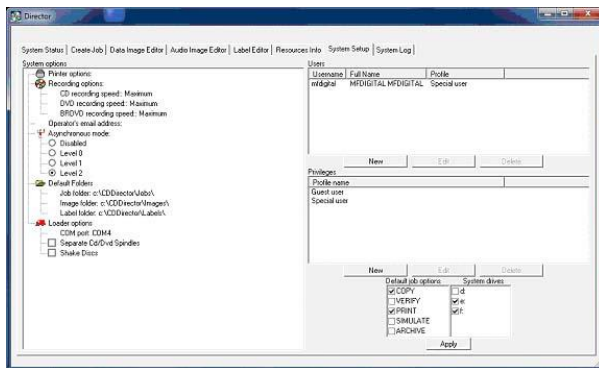 Director
System Status | Create Job | Data Image Editor | Audio Image Editor | Label Editor | Resources Info | System Setup | System Log
System options
Printer options:
Recording options:
CD recording speed:: Maximum
DVD recording speed:: Maximum
BRDVD recording speed:: Maximum
Operator's email address:
Asynchronous mode:
Disabled
Level 0
Level 1
Level 2
Default Folders
Job folder: c:\CDDirector\Jobs\
Image folder: c:\CDDirector\Images\
Label folder: c:\CDDirector\Labels\
Loader options
COM port: COM4
Separate Cd/Dvd Spindles
Shake Discs
Users
Username Full Name Profile
mfdigital MFDIGITAL MFDIGITAL Special user
New Edit Delete
Privileges
Profile name
Guest user
Special user
New Edit Delete
Default job options System drives
COPY d:
VERIFY e:
PRINT f:
SIMULATE
ARCHIVE
Apply